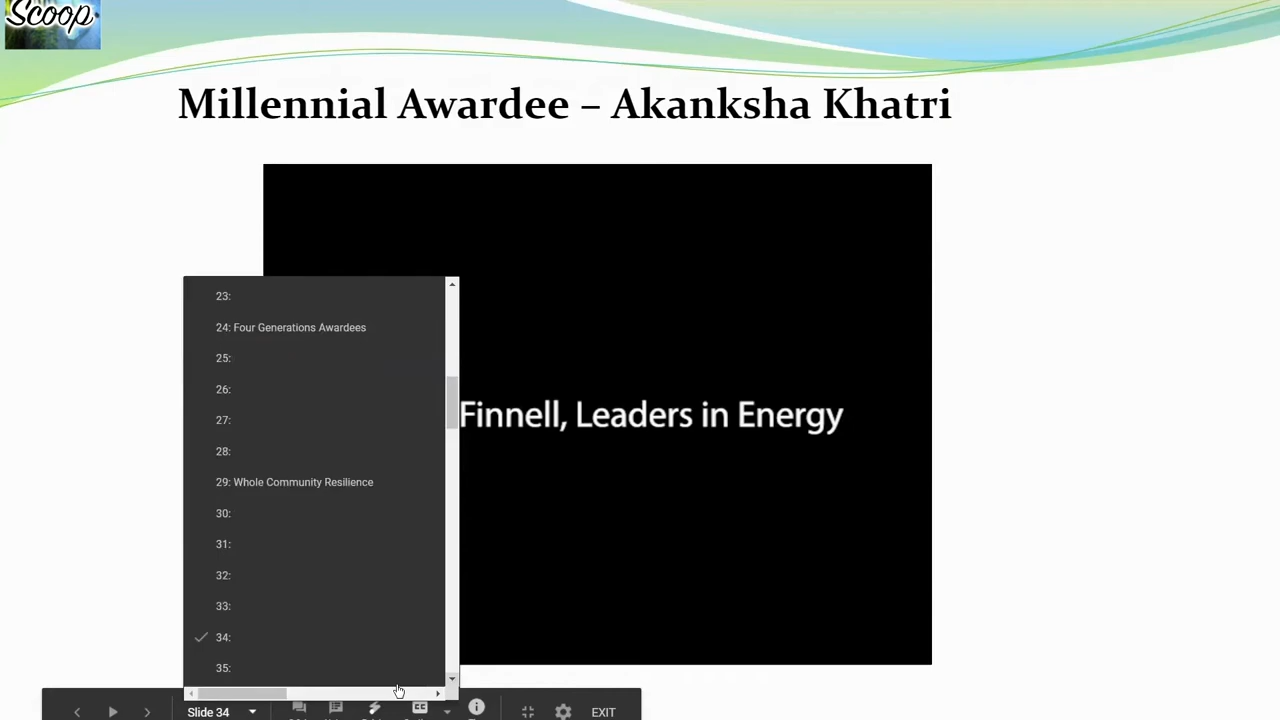 Scoop
Millennial Awardee – Akanksha Khatri
Finnell, Leaders in Energy
23:
24: Four Generations Awardees
25:
26:
27:
28:
29: Whole Community Resilience
30:
31:
32:
33:
34:
35:
Slide 34
CC
EXIT